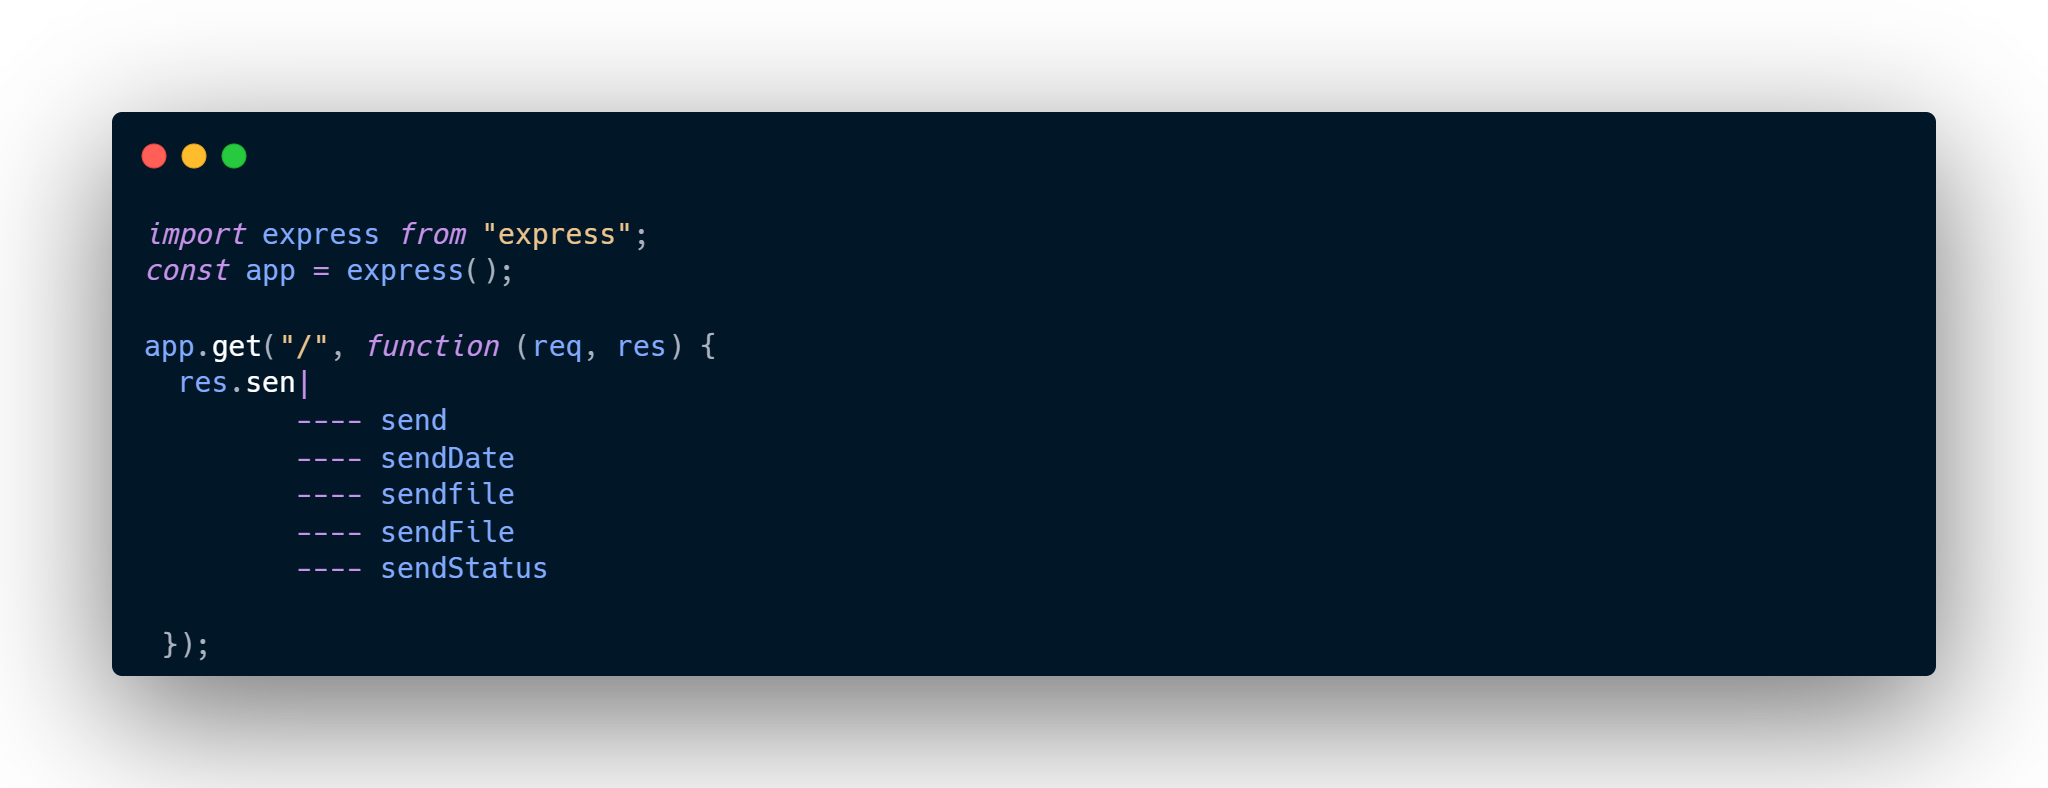 import express from "express";
const app = express();
app.get("/", function (req, res) {
res.sen|
---- send
---- sendDate
---- sendfile
---- sendFile
---- sendStatus
});